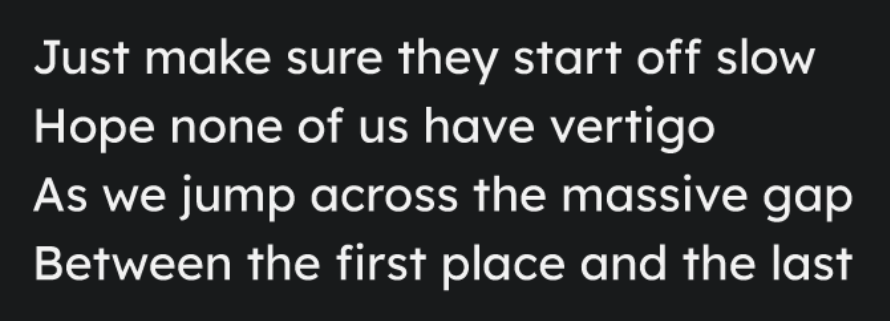 Just make sure they start off slow
Hope none of us have vertigo
As we jump across the massive gap
Between the first place and the last